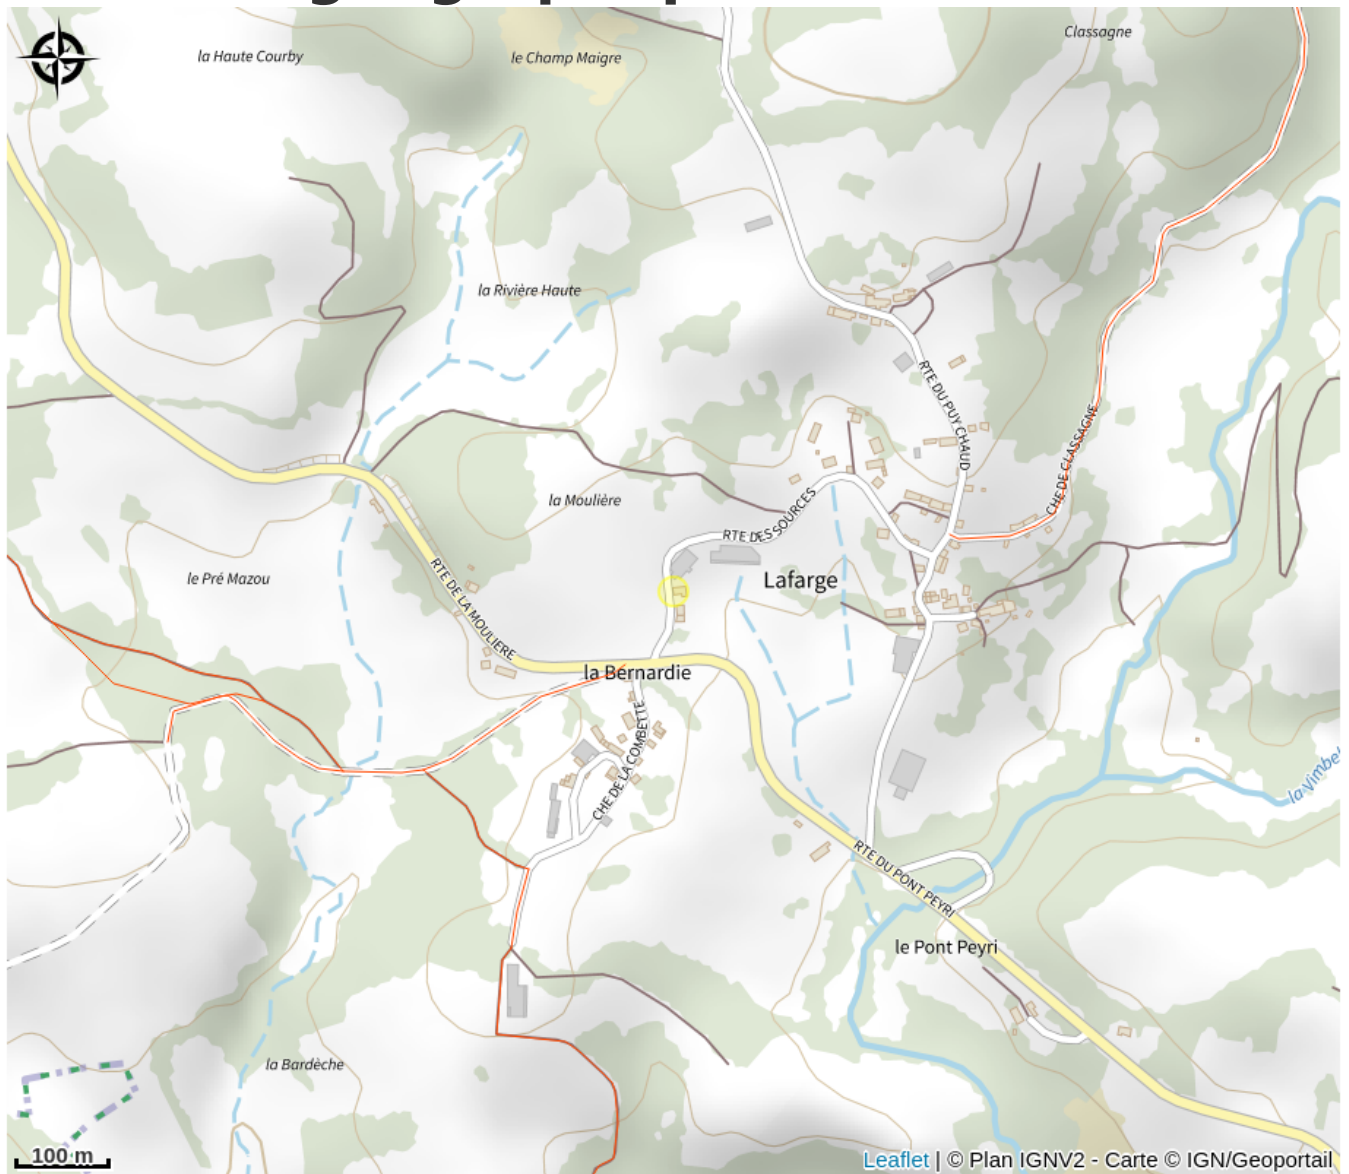 la Haute Courby
le Champ Maigre
Classagne
la Rivière Haute
RTE DU PUY CHAUD
CHE DE CLASSAGNE
la Moulière
RTE DES SOURCES
le Pré Mazou
Lafarge
RTE DE LA MOULIERE
la Bernardie
CHE DE LA COMBETTE
RTE DU PONT PEYRI
le Pont Peyri
la Bardèche
100 m
Leaflet | © Plan IGNV2 - Carte © IGN/Geoportail